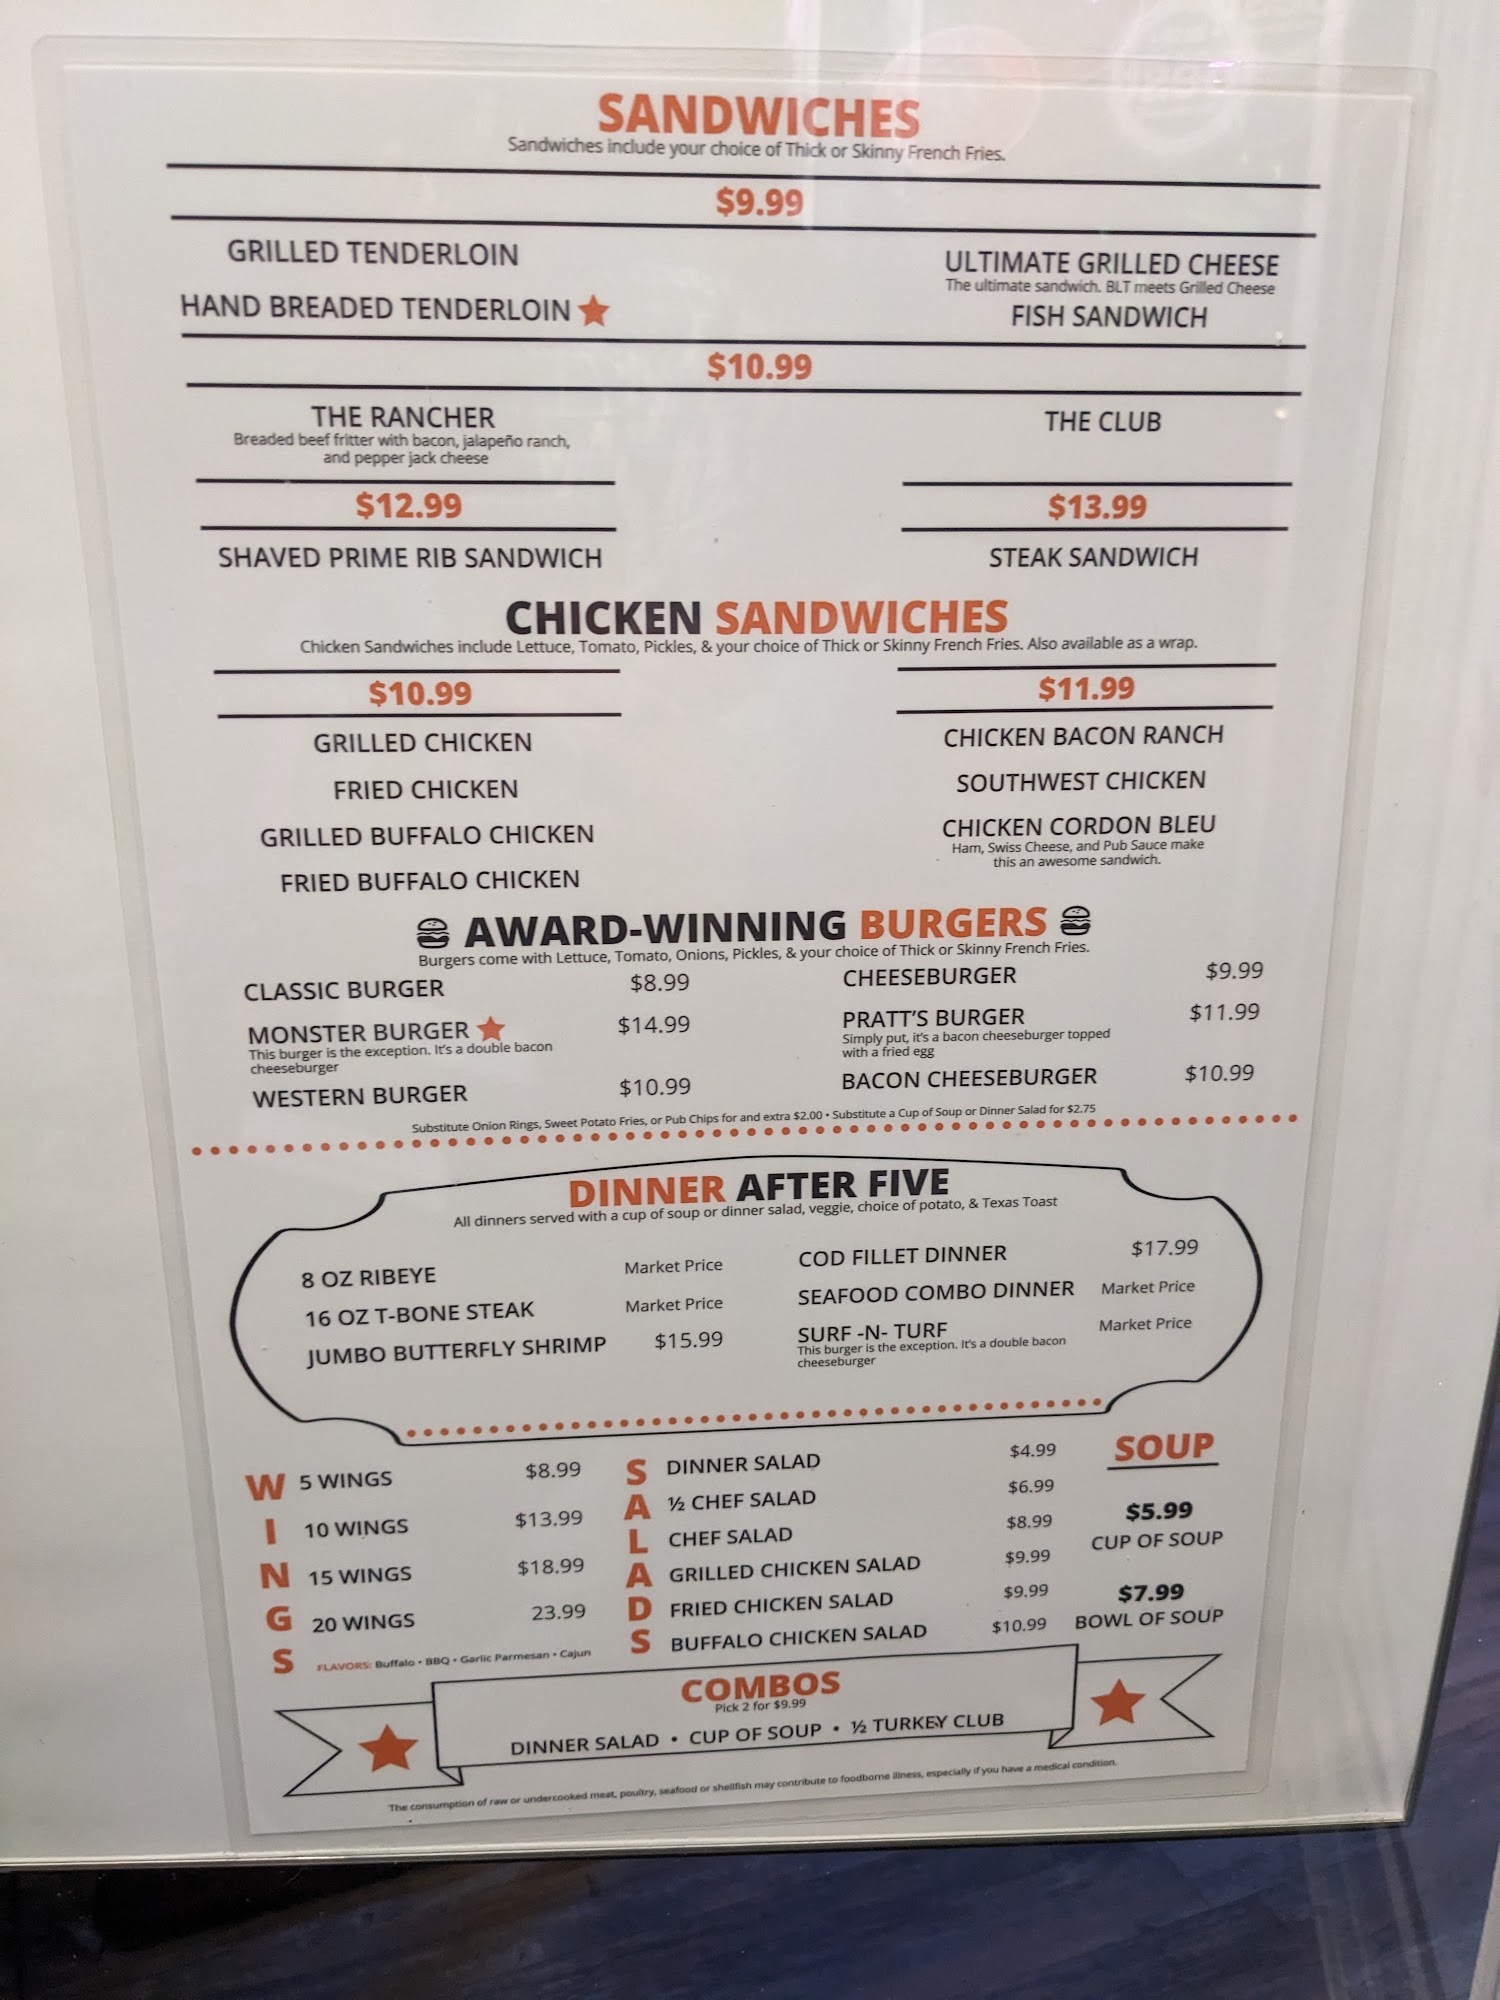 SANDWICHES
Sandwiches include your choice of Thick or Skinny French Fries.
$9.99
GRILLED TENDERLOIN
HAND BREADED TENDERLOIN
ULTIMATE GRILLED CHEESE
The ultimate sandwich. BLT meets Grilled Cheese
FISH SANDWICH
$10.99
THE RANCHER
Breaded beef fritter with bacon, jalapeño ranch,
and pepper jack cheese
THE CLUB
$12.99
SHAVED PRIME RIB SANDWICH
$13.99
STEAK SANDWICH
CHICKEN SANDWICHES
Chicken Sandwiches include Lettuce, Tomato, Pickles, & your choice of Thick or Skinny French Fries. Also available as a wrap.
$10.99
GRILLED CHICKEN
FRIED CHICKEN
GRILLED BUFFALO CHICKEN
FRIED BUFFALO CHICKEN
$11.99
CHICKEN BACON RANCH
SOUTHWEST CHICKEN
CHICKEN CORDON BLEU
Ham, Swiss Cheese, and Pub Sauce make
this an awesome sandwich.
AWARD-WINNING BURGERS
Burgers come with Lettuce, Tomato, Onions, Pickles, & your choice of Thick or Skinny French Fries.
CLASSIC BURGER $8.99
MONSTER BURGER $14.99
This burger is the exception. It's a double bacon
cheeseburger
WESTERN BURGER $10.99
CHEESEBURGER $9.99
PRATT'S BURGER $11.99
Simply put, it's a bacon cheeseburger topped
with a fried egg
BACON CHEESEBURGER $10.99
Substitute Onion Rings, Sweet Potato Fries, or Pub Chips for and extra $2.00 • Substitute a Cup of Soup or Dinner Salad for $2.75
DINNER AFTER FIVE
All dinners served with a cup of soup or dinner salad, veggie, choice of potato, & Texas Toast
8 OZ RIBEYE Market Price
16 OZ T-BONE STEAK Market Price
JUMBO BUTTERFLY SHRIMP $15.99
COD FILLET DINNER $17.99
SEAFOOD COMBO DINNER Market Price
SURF -N- TURF Market Price
This burger is the exception. It's a double bacon
cheeseburger
WINGS
5 WINGS $8.99
10 WINGS $13.99
15 WINGS $18.99
20 WINGS 23.99
FLAVORS: Buffalo • BBQ • Garlic Parmesan • Cajun
SALADS
DINNER SALAD $4.99
½ CHEF SALAD $6.99
CHEF SALAD $8.99
GRILLED CHICKEN SALAD $9.99
FRIED CHICKEN SALAD $9.99
BUFFALO CHICKEN SALAD $10.99
SOUP
$5.99
CUP OF SOUP
$7.99
BOWL OF SOUP
COMBOS
Pick 2 for $9.99
DINNER SALAD • CUP OF SOUP • ½ TURKEY CLUB
The consumption of raw or undercooked meat, poultry, seafood or shellfish may contribute to foodborne illness, especially if you have a medical condition.